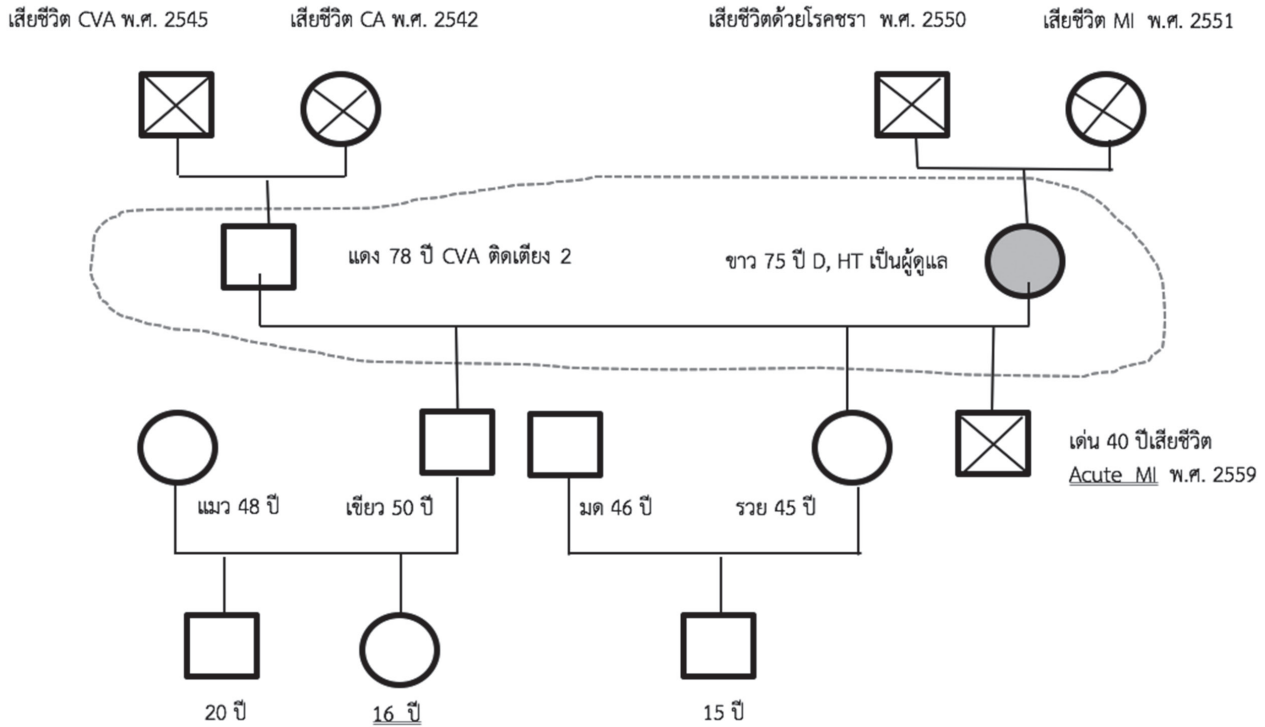 เสียชีวิต CVA พ.ศ. 2545
เสียชีวิต CA พ.ศ. 2542
เสียชีวิตด้วยโรคชรา พ.ศ. 2550
เสียชีวิต MI พ.ศ. 2551
แดง 78 ปี CVA ติดเตียง 2
ขาว 75 ปี D, HT เป็นผู้ดูแล
แมว 48 ปี
เขียว 50 ปี
มด 46 ปี
รวย 45 ปี
เด่น 40 ปีเสียชีวิต
Acute MI พ.ศ. 2559
20 ปี
16 ปี
15 ปี